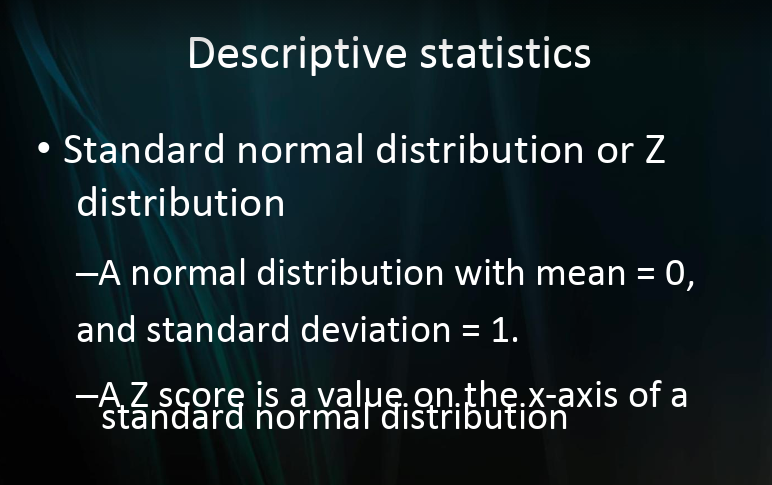 Descriptive statistics
• Standard normal distribution or Z
distribution
–A normal distribution with mean = 0,
and standard deviation = 1.
–A Z score is a value on the x-axis of a
standard normal distribution